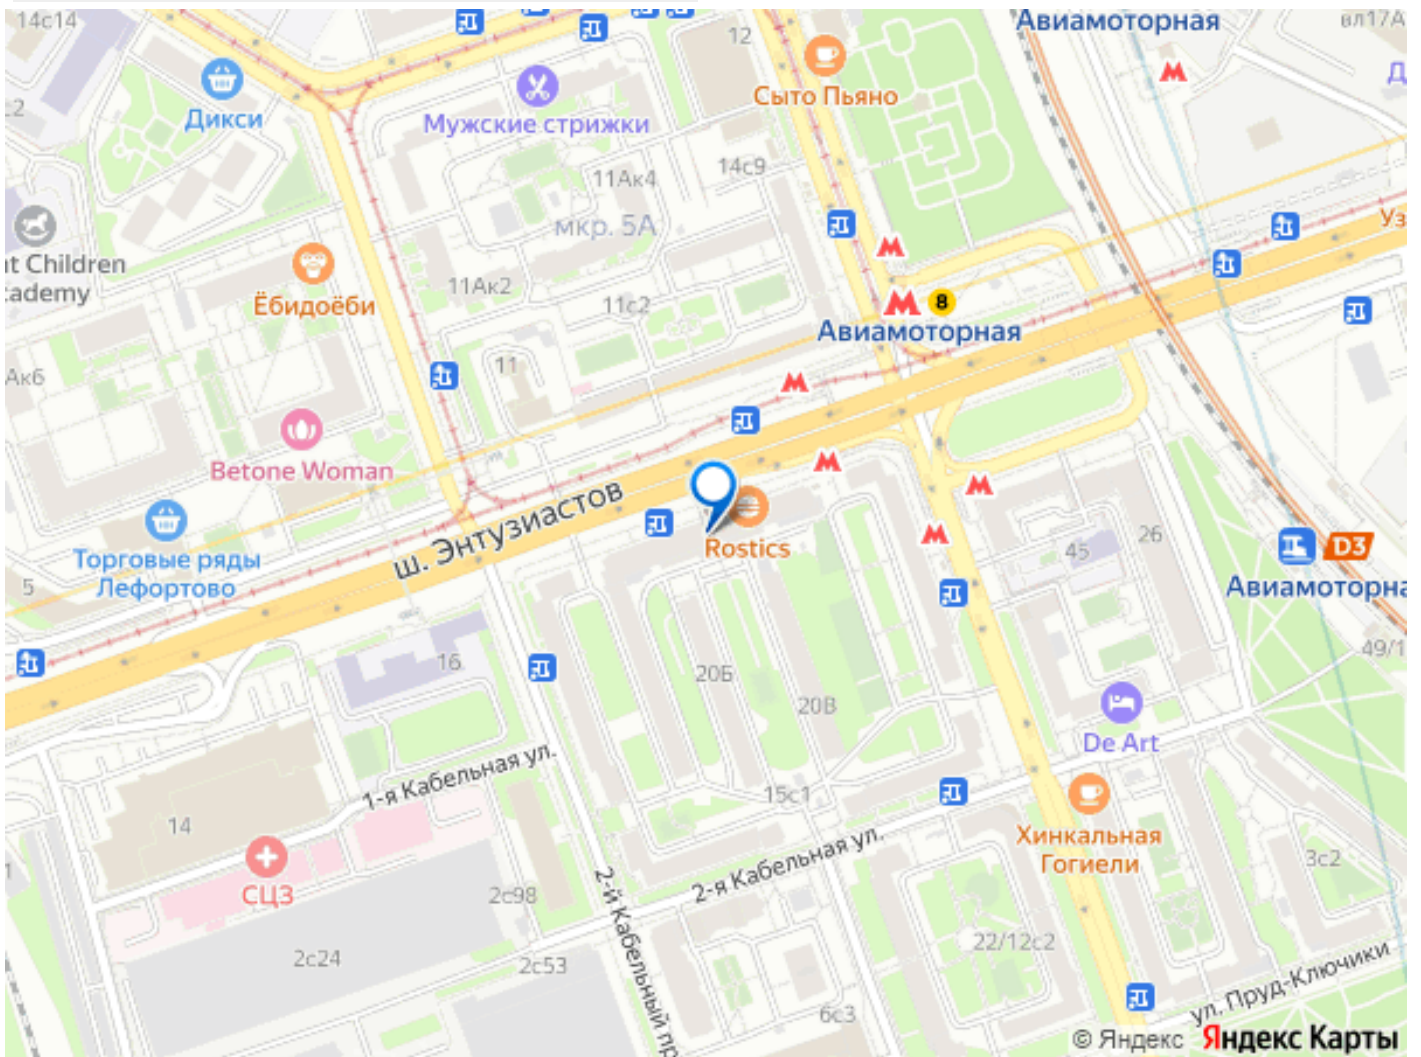 14с14
12
Авиамоторная
вл17А
Дикси
Сыто Пьяно
Мужские стрижки
14с9
11Ак4
мкр. 5А
nt Children
cademy
Ёбидоёби
11Ак2
11с2
8
Авиамоторная
Уз
Ак6
11
Betone Woman
ш. Энтузиастов
Rostics
Торговые ряды
Лефортово
5
45
26
D3
Авиамоторна
16
49/1
20Б
20В
De Art
1-я Кабельная ул.
15с1
14
Хинкальная
Гогиели
СЦЗ
2-я Кабельная ул.
3с2
2с98
2-й Кабельный пр
22/12с2
2с24
2с53
6с3
ул. Пруд-Ключики
© Яндекс Яндекс Карты